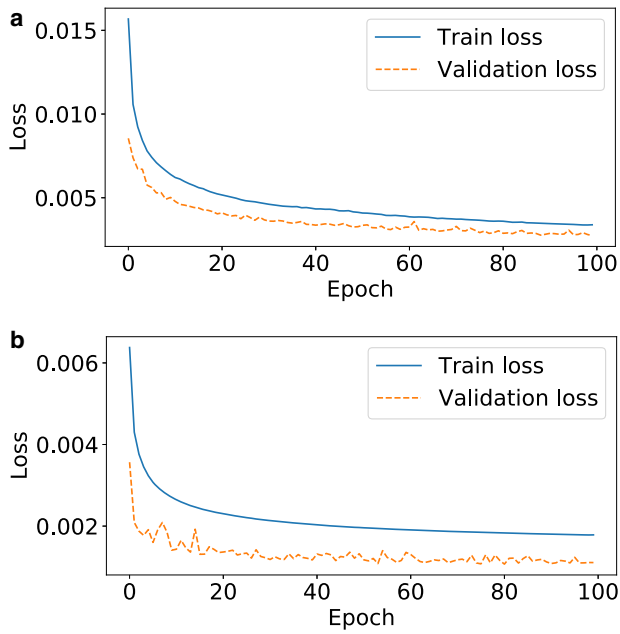 a
0.015
0.010
0.005
Loss
Train loss
Validation loss
0 20 40 60 80 100
Epoch
b
0.006
0.004
0.002
Loss
Train loss
Validation loss
0 20 40 60 80 100
Epoch